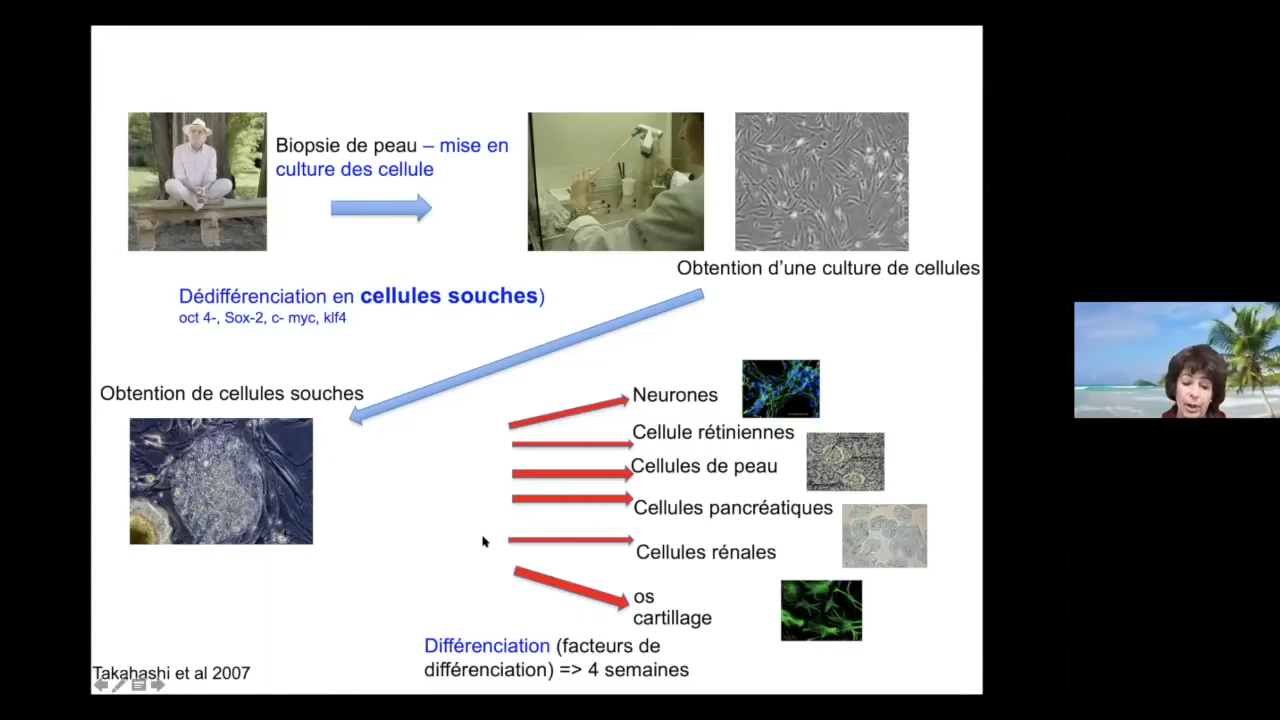 Biopsie de peau – mise en
culture des cellule
Obtention d’une culture de cellules
Dédifférenciation en cellules souches)
oct 4-, Sox-2, c- myc, klf4
Obtention de cellules souches
Neurones
Cellule rétiniennes
Cellules de peau
Cellules pancréatiques
Cellules rénales
os
cartillage
Différenciation (facteurs de
différenciation) => 4 semaines
Takahashi et al 2007